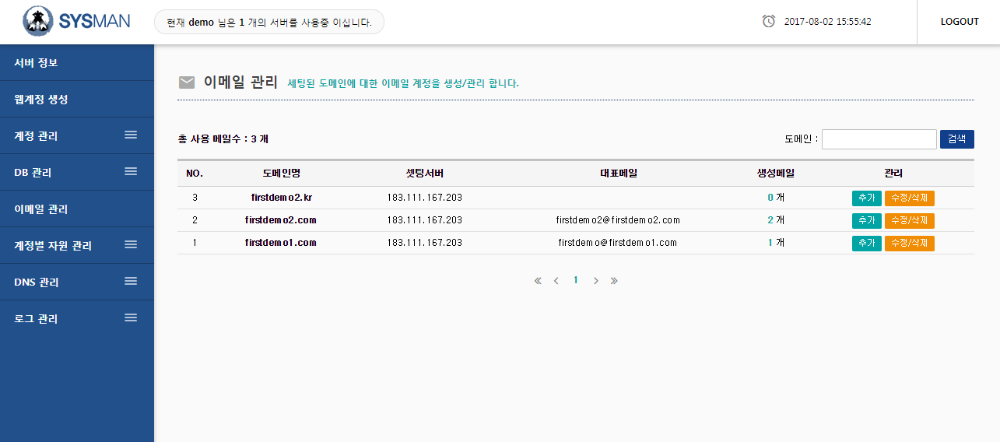 SYSMAN
현재 demo 님은 1 개의 서버를 사용중 이십니다.
2017-08-02 15:55:42
LOGOUT
서버 정보
웹계정 생성
계정 관리
DB 관리
이메일 관리
계정별 자원 관리
DNS 관리
로그 관리
이메일 관리 세팅된 도메인에 대한 이메일 계정을 생성/관리 합니다.
총 사용 메일수 : 3 개
도메인 : 검색
NO. 도메인명 셋팅서버 대표메일 생성메일 관리
3 firstdemo2.kr 183.111.167.203 0 개 추가 수정/삭제
2 firstdemo2.com 183.111.167.203 firstdemo2@firstdemo2.com 2 개 추가 수정/삭제
1 firstdemo1.com 183.111.167.203 firstdemo@firstdemo1.com 1 개 추가 수정/삭제
« ‹ 1 › »